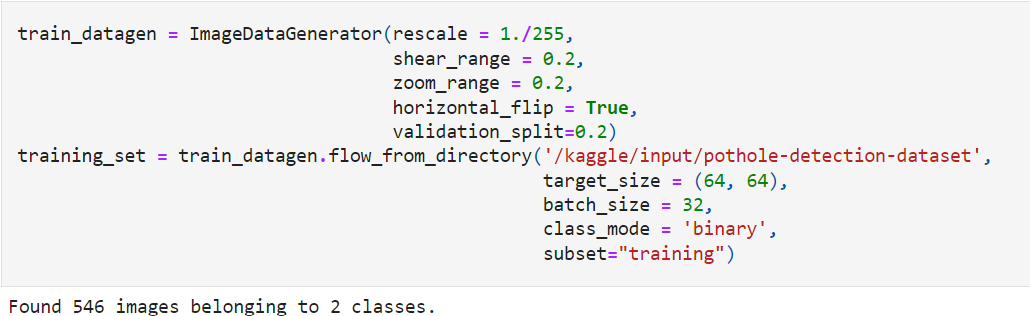 train_datagen = ImageDataGenerator(rescale = 1./255,
shear_range = 0.2,
zoom_range = 0.2,
horizontal_flip = True,
validation_split=0.2)
training_set = train_datagen.flow_from_directory('/kaggle/input/pothole-detection-dataset',
target_size = (64, 64),
batch_size = 32,
class_mode = 'binary',
subset="training")
Found 546 images belonging to 2 classes.